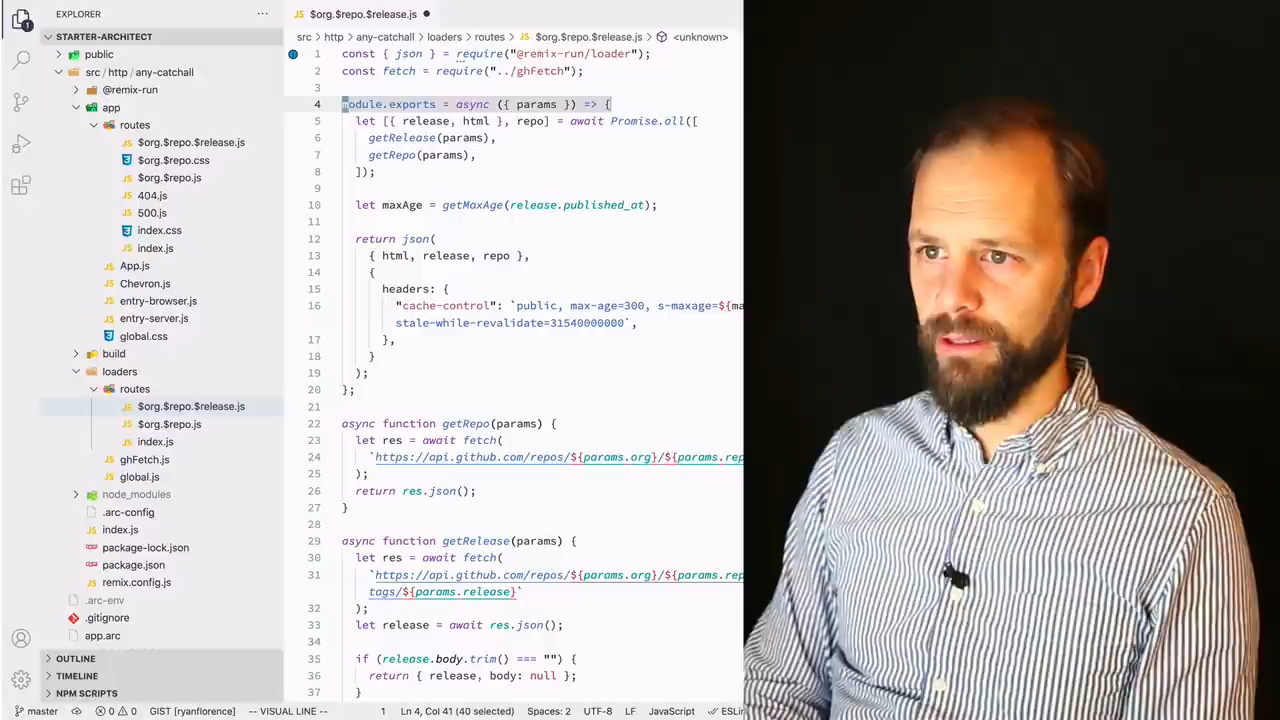 EXPLORER
STARTER-ARCHITECT
public
src / http / any-catchall
@remix-run
app
routes
$org.$repo.$release.js
$org.$repo.css
$org.$repo.js
404.js
500.js
index.css
index.js
App.js
Chevron.js
entry-browser.js
entry-server.js
global.css
build
loaders
routes
$org.$repo.$release.js
$org.$repo.js
index.js
ghFetch.js
global.js
node_modules
.arc-config
index.js
package-lock.json
package.json
remix.config.js
.arc-env
.gitignore
app.arc
OUTLINE
TIMELINE
NPM SCRIPTS
$org.$repo.$release.js
src > http > any-catchall > loaders > routes > $org.$repo.$release.js > <unknown>
1 const { json } = require("@remix-run/loader");
2 const fetch = require("../ghFetch");
3
4 module.exports = async ({ params }) => {
5 let [{ release, html }, repo] = await Promise.all([
6 getRelease(params),
7 getRepo(params),
8 ]);
9
10 let maxAge = getMaxAge(release.published_at);
11
12 return json(
13 { html, release, repo },
14 {
15 headers: {
16 "cache-control": `public, max-age=300, s-maxage=${ma
stale-while-revalidate=31540000000`,
17 },
18 }
19 );
20 };
21
22 async function getRepo(params) {
23 let res = await fetch(
24 `https://api.github.com/repos/${params.org}/${params.rep
25 );
26 return res.json();
27 }
28
29 async function getRelease(params) {
30 let res = await fetch(
31 `https://api.github.com/repos/${params.org}/${params.rep
tags/${params.release}`
32 );
33 let release = await res.json();
34
35 if (release.body.trim() === "") {
36 return { release, body: null };
37 }
master 0 0 GIST [ryanflorence] -- VISUAL LINE -- 1 Ln 4, Col 41 (40 selected) Spaces: 2 UTF-8 LF JavaScript ESLin